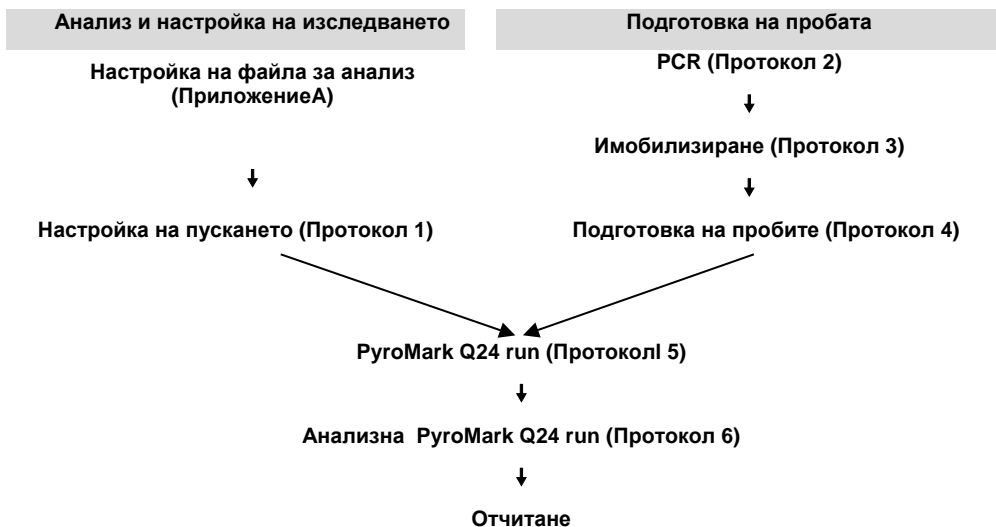 Анализ и настройка на изследването
Настройка на файла за анализ
(ПриложениеА)
Настройка на пускането (Протокол 1)
Подготовка на пробата
PCR (Протокол 2)
Имобилизиране (Протокол 3)
Подготовка на пробите (Протокол 4)
PyroMark Q24 run (Протоколl 5)
Анализна PyroMark Q24 run (Протокол 6)
Отчитане